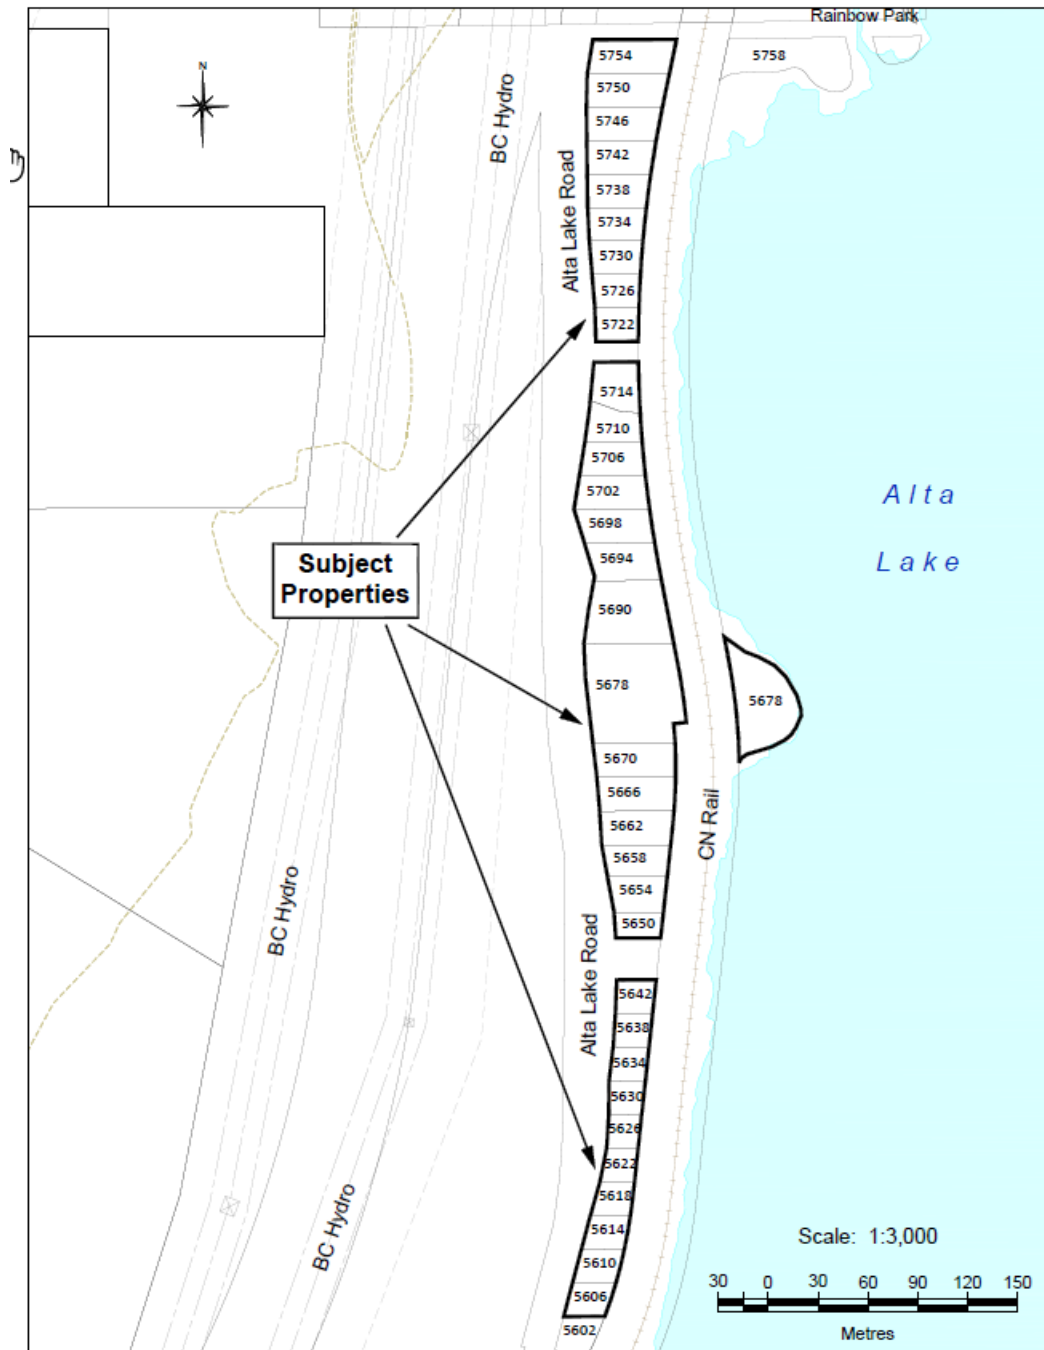 Rainbow Park
5754
5758
N
5750
BC Hydro
BC Hydro
5746
5742
Alta Lake Road
5738
5734
5730
5726
5722
5714
5710
5706
5702
Alta
5698
Subject
Properties
5694
Lake
5690
5678
5678
5670
5666
CN Rail
5662
5658
5654
BC Hydro
5650
Alta Lake Road
5642
5638
5634
5630
5626
5622
5618
BC Hydro
5614
Scale: 1:3,000
5610
30 0 30 60 90 120 150
5606
5602
Metres